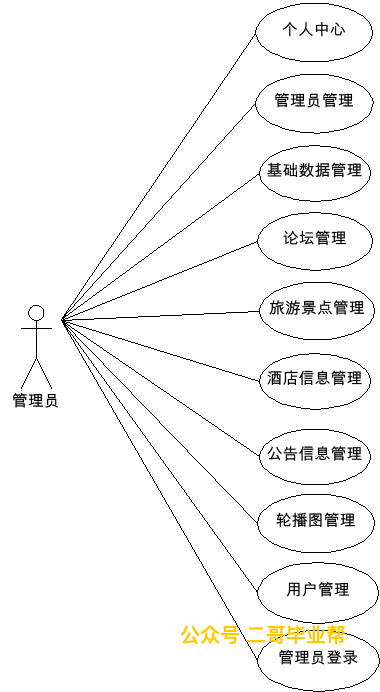 个人中心
管理员管理
基础数据管理
论坛管理
旅游景点管理
酒店信息管理
管理员
公告信息管理
轮播图管理
用户管理
公众号 二哥毕业帮
管理员登录